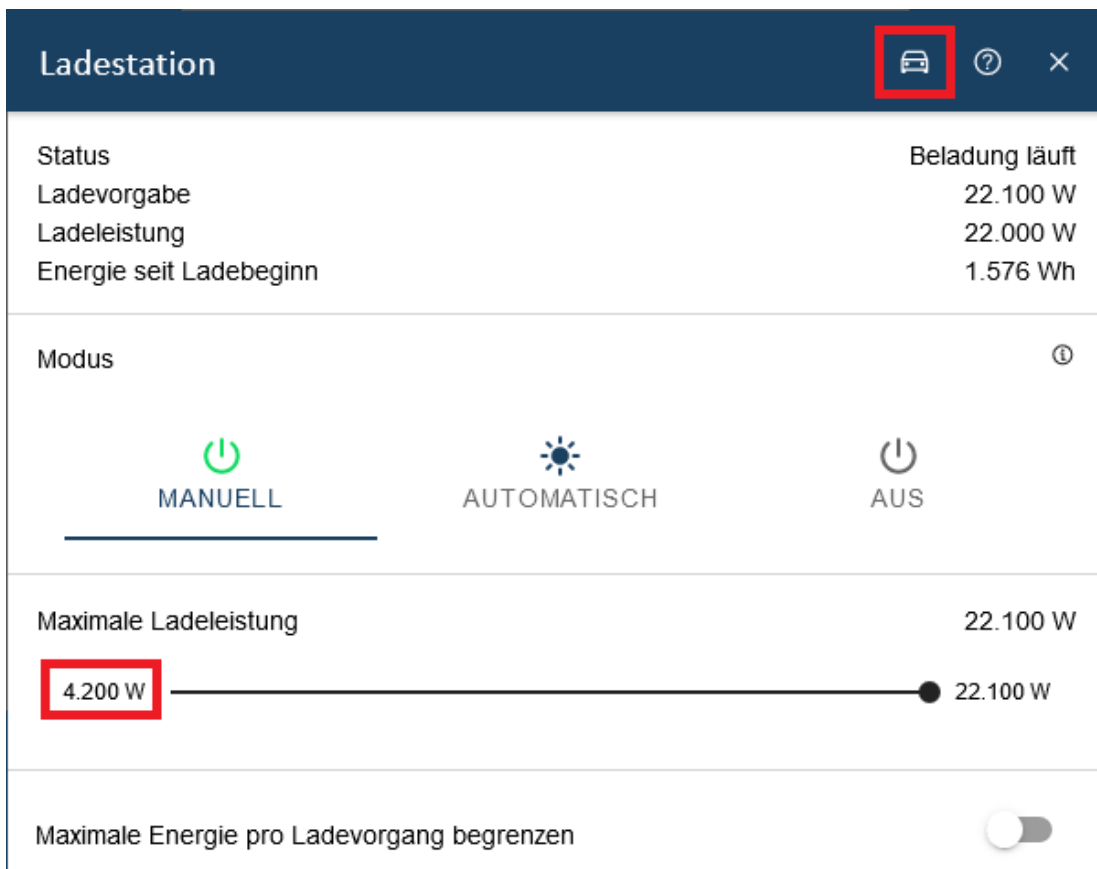 Ladestation
Status Beladung läuft
Ladevorgabe 22.100 W
Ladeleistung 22.000 W
Energie seit Ladebeginn 1.576 Wh
Modus
MANUELL AUTOMATISCH AUS
Maximale Ladeleistung 22.100 W
4.200 W 22.100 W
Maximale Energie pro Ladevorgang begrenzen